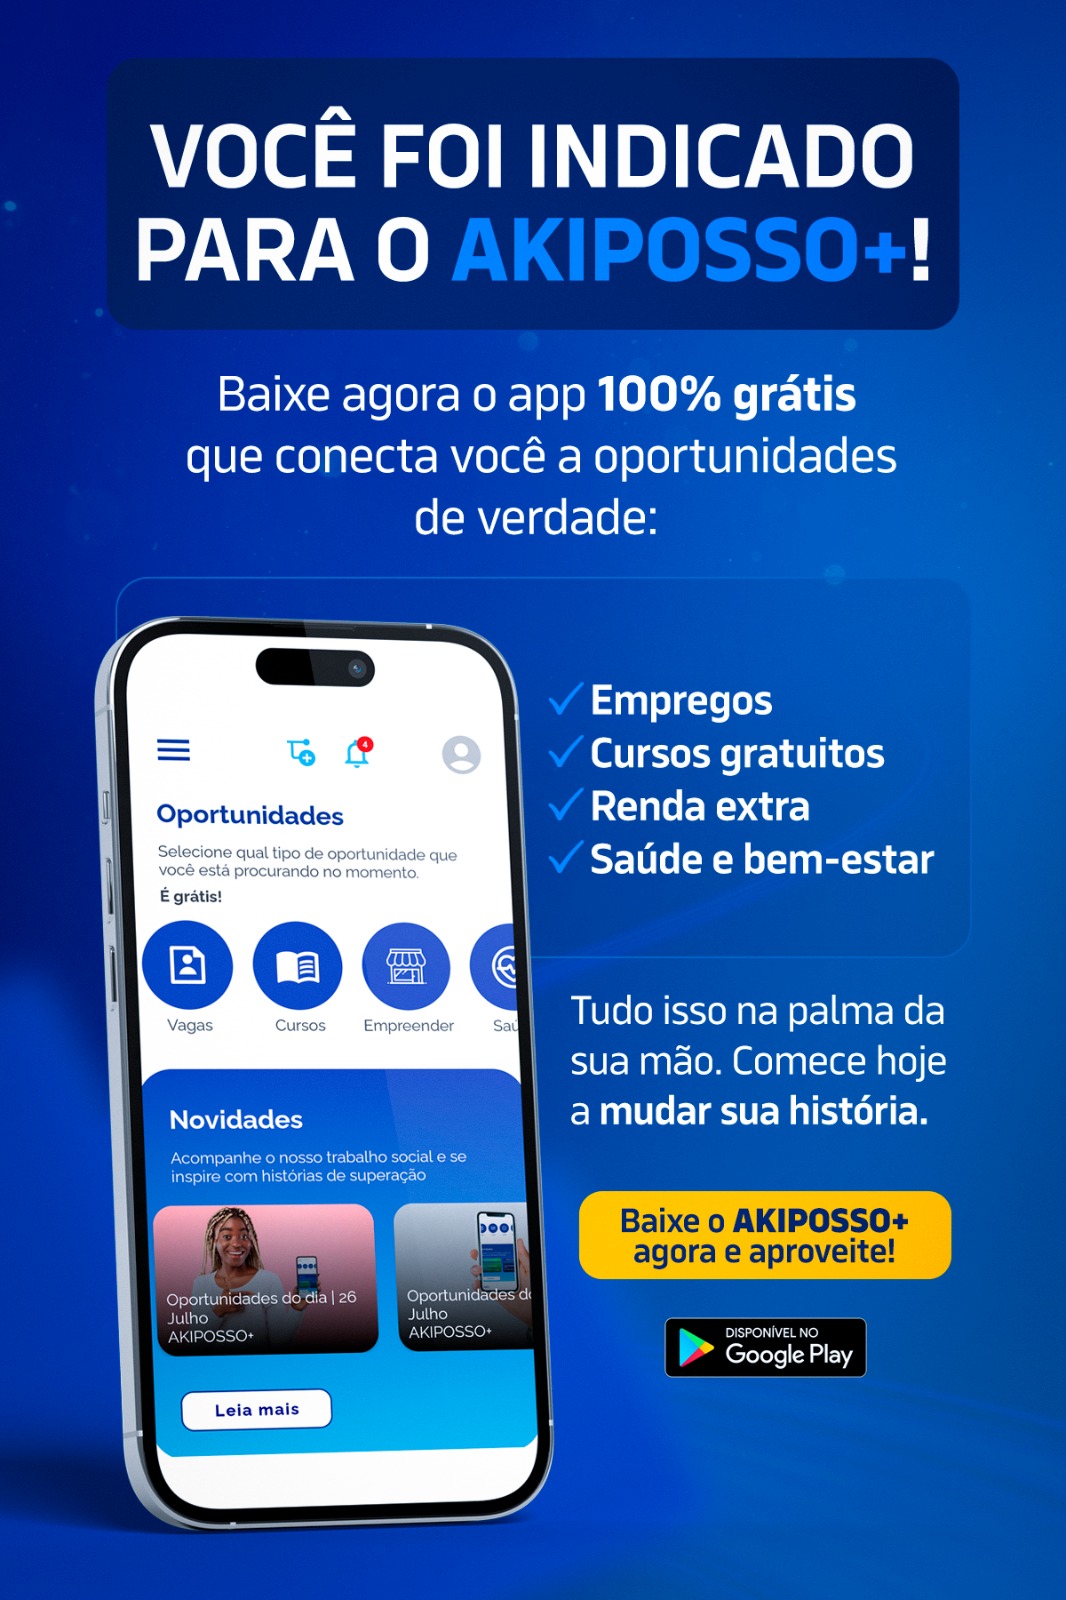 VOCÊ FOI INDICADO
PARA O AKIPOSSO+!
Baixe agora o app 100% grátis
que conecta você a oportunidades
de verdade:
4
Oportunidades
Selecione qual tipo de oportunidade que
você está procurando no momento.
É grátis!
Vagas
Cursos
Empreender
Saú
Novidades
Acompanhe o nosso trabalho social e se
inspire com histórias de superação
Oportunidades do dia | 26
Julho
AKIPOSSO+
Oportunidades do
Julho
AKIPOSSO+
Leia mais
Empregos
Cursos gratuitos
Renda extra
Saúde e bem-estar
Tudo isso na palma da
sua mão. Comece hoje
a mudar sua história.
Baixe o AKIPOSSO+
agora e aproveite!
DISPONÍVEL NO
Google Play